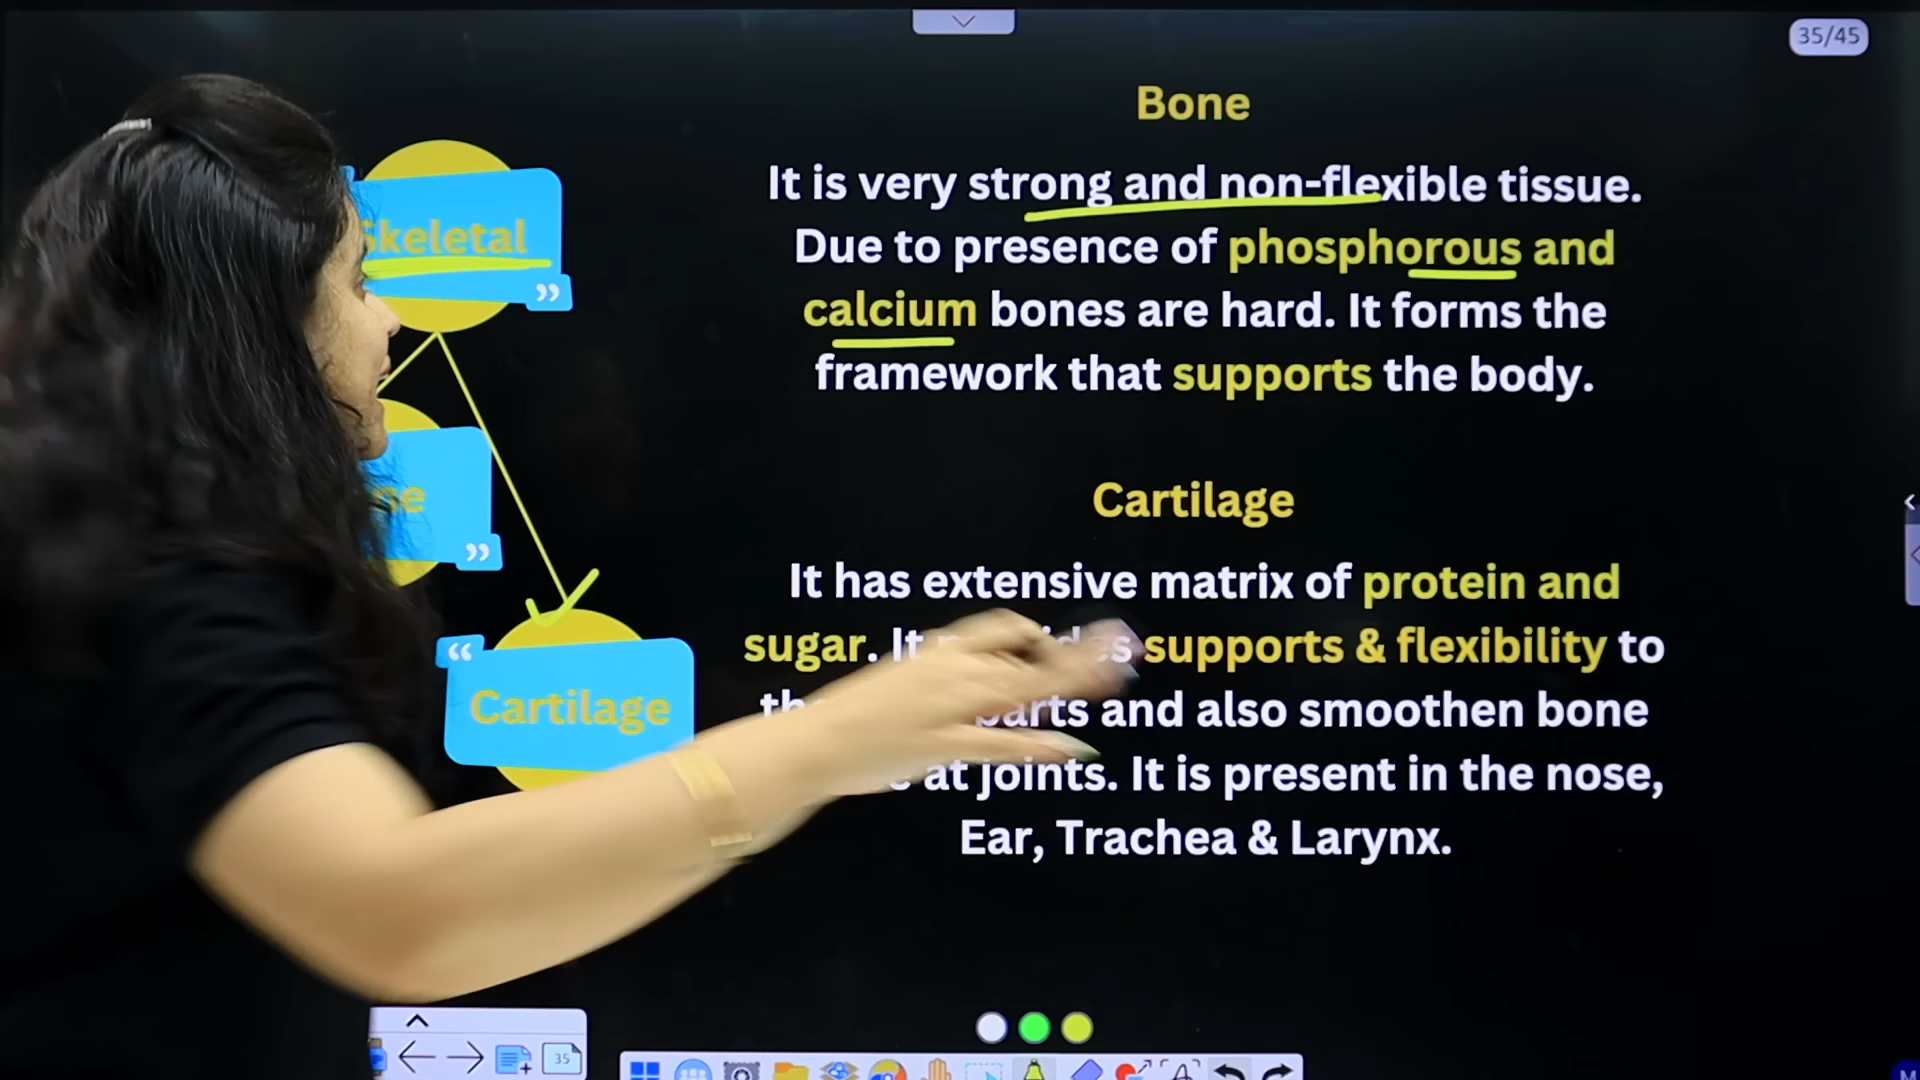 35/45
Bone
It is very strong and non-flexible tissue.
Due to presence of phosphorous and
calcium bones are hard. It forms the
framework that supports the body.
Skeletal
”
ne
”
Cartilage
It has extensive matrix of protein and
sugar. It supports & flexibility to
parts and also smoothen bone
at joints. It is present in the nose,
Ear, Trachea & Larynx.
“
Cartilage
35
M